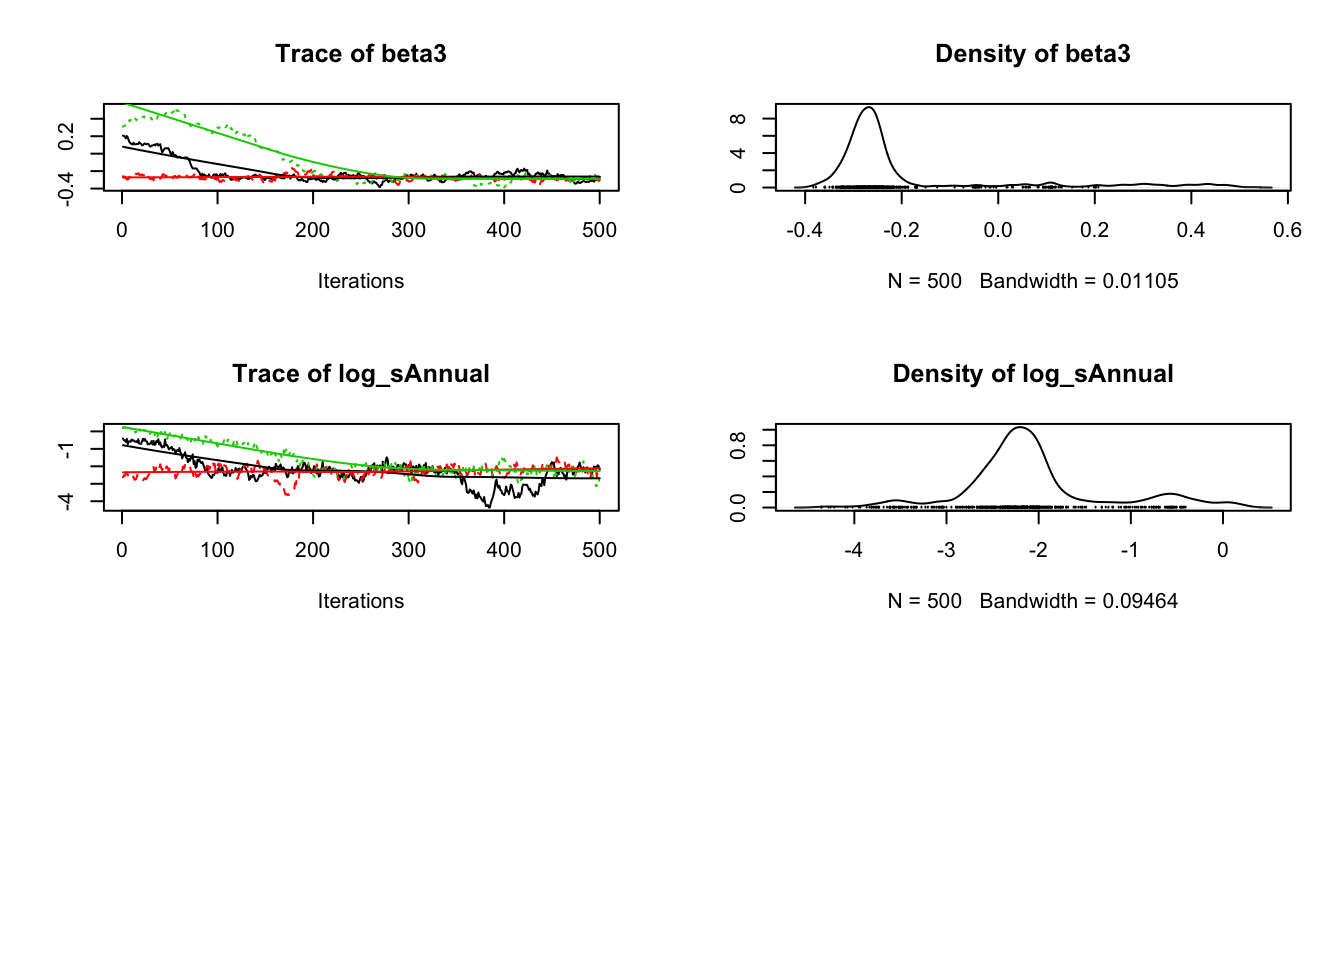 Trace of beta3
0.2
-0.4
0 100 200 300 400 500
Iterations
Density of beta3
8
4
0
-0.4 -0.2 0.0 0.2 0.4 0.6
N = 500 Bandwidth = 0.01105
Trace of log_sAnnual
-1
-4
0 100 200 300 400 500
Iterations
Density of log_sAnnual
0.8
0.0
-4 -3 -2 -1 0
N = 500 Bandwidth = 0.09464